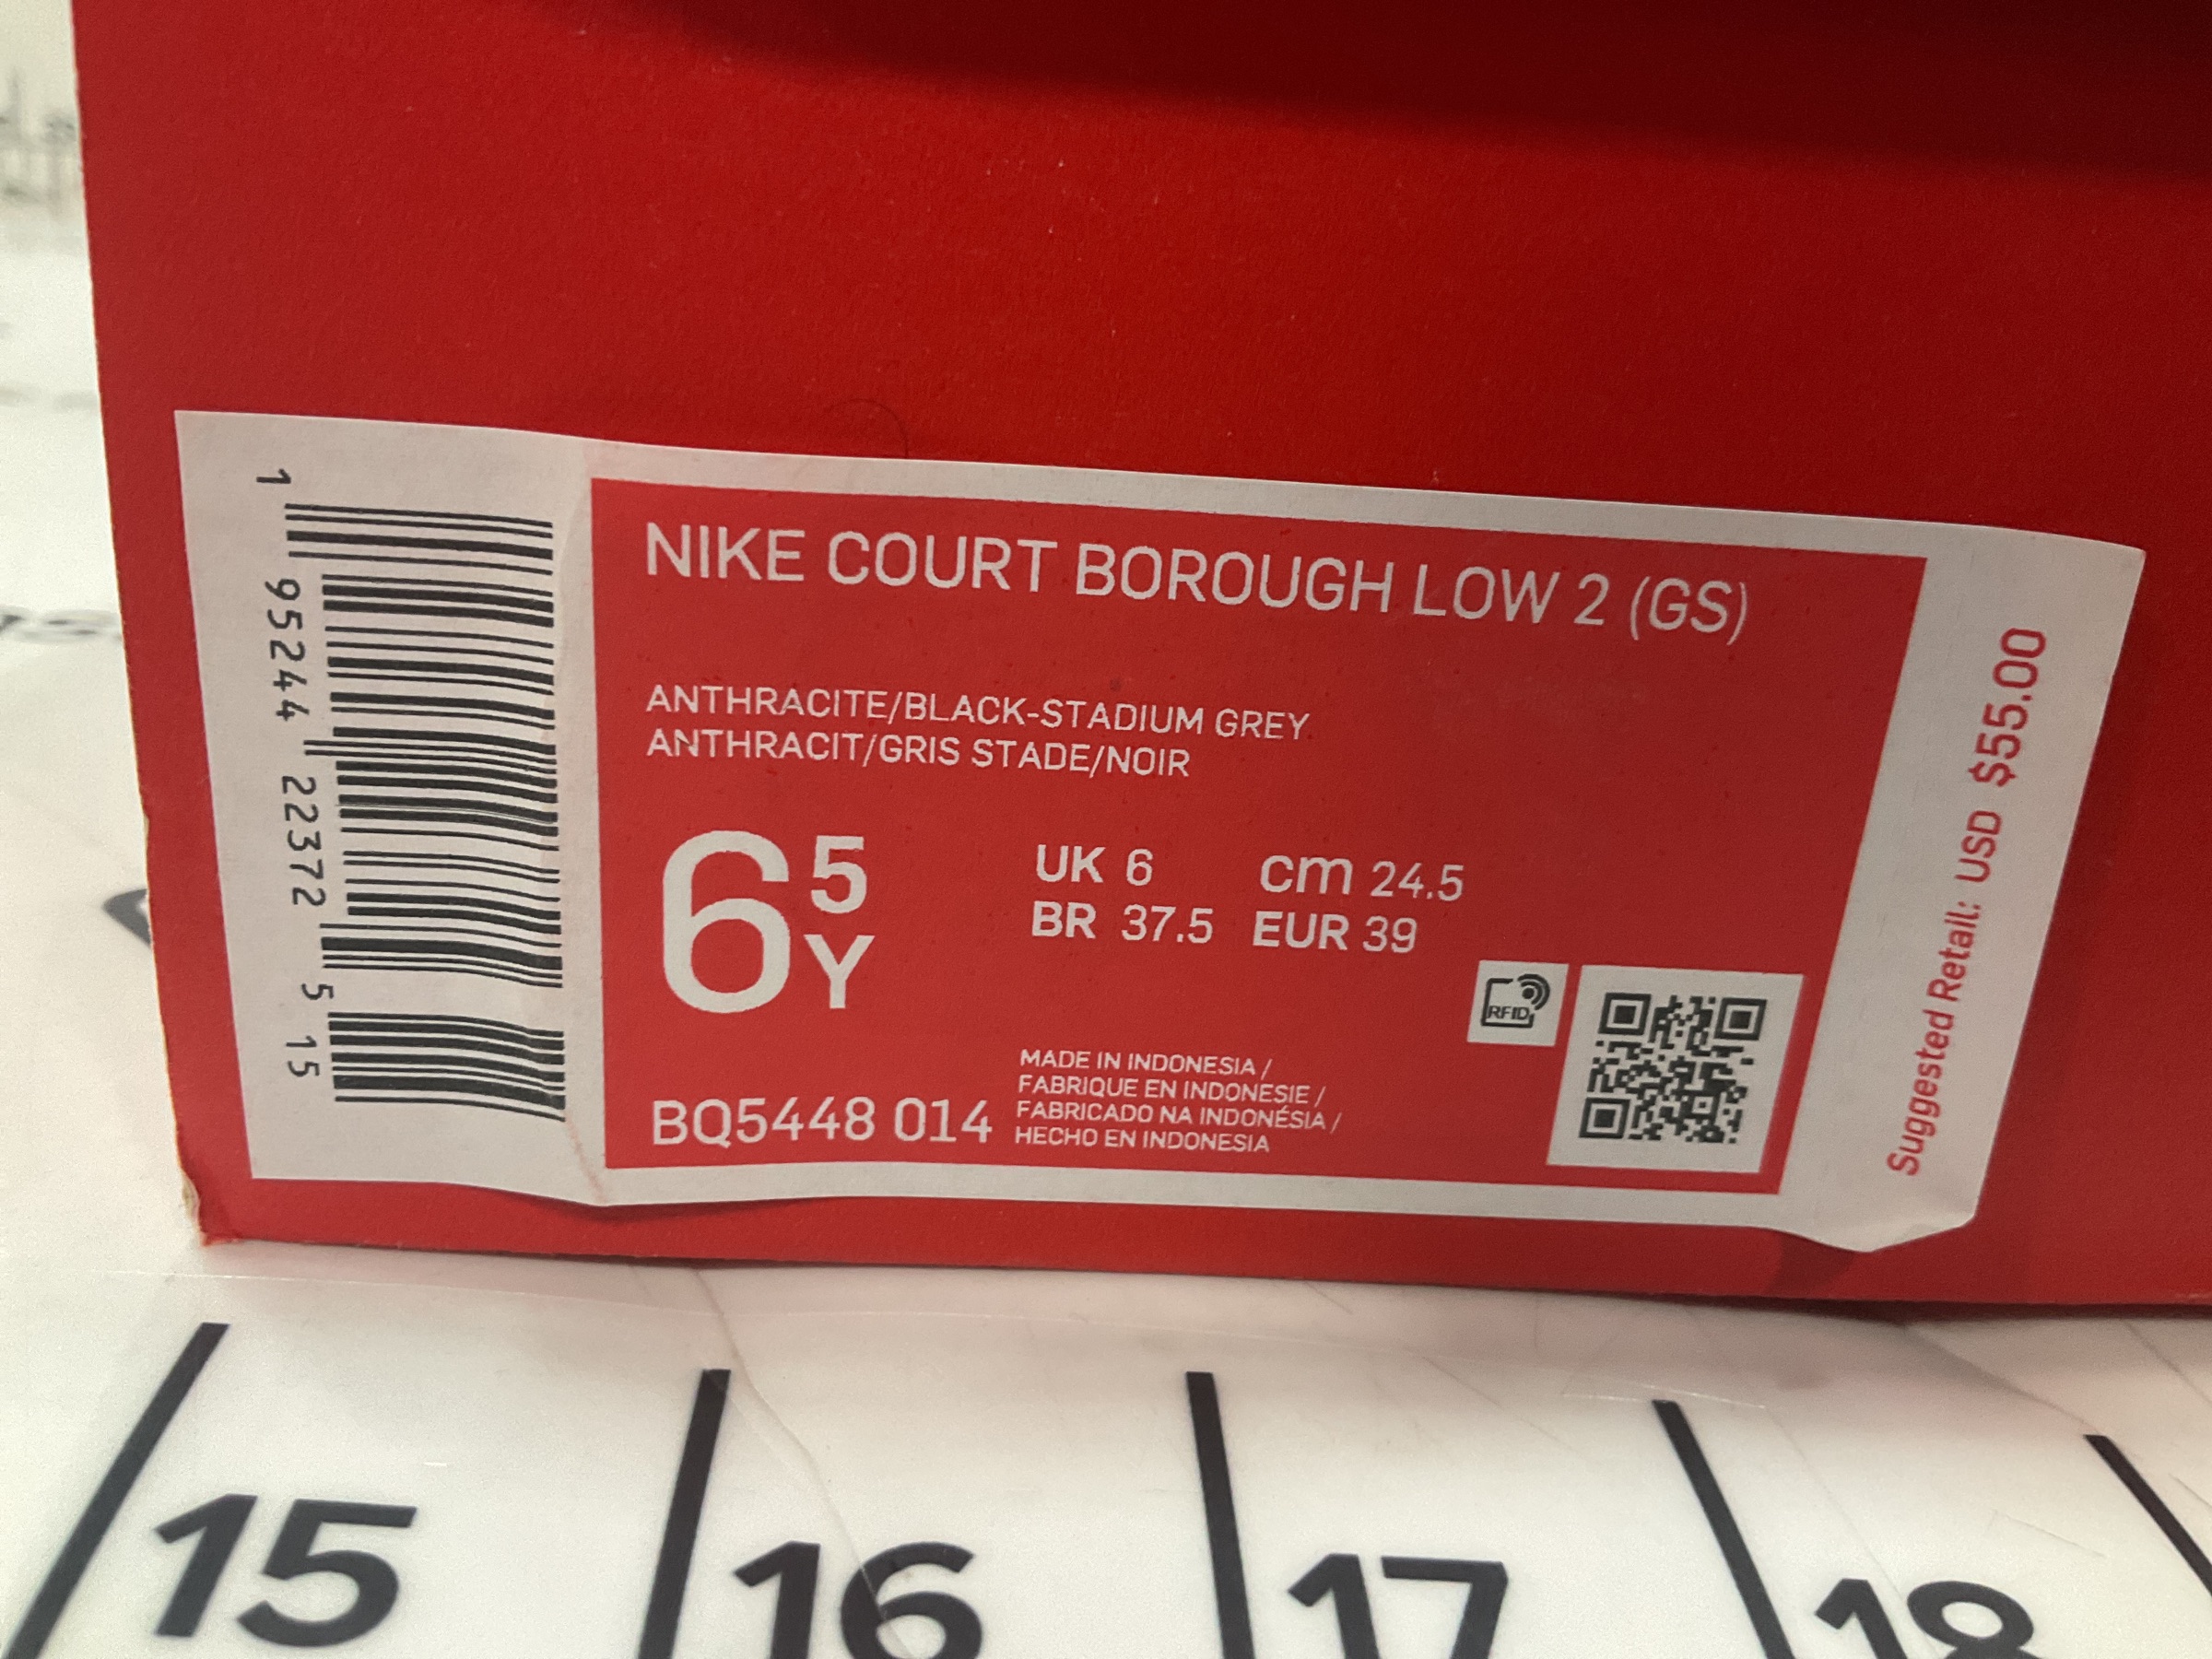 1 95244 22372 5 15
NIKE COURT BOROUGH LOW 2 (GS)
ANTHRACITE/BLACK-STADIUM GREY
ANTHRACIT/GRIS STADE/NOIR
6 5 Y
UK 6 cm 24.5
BR 37.5 EUR 39
RFID
BQ5448 014
MADE IN INDONESIA /
FABRIQUE EN INDONESIE /
FABRICADO NA INDONÉSIA /
HECHO EN INDONESIA
Suggested Retail: USD $55.00
15 16 17 18